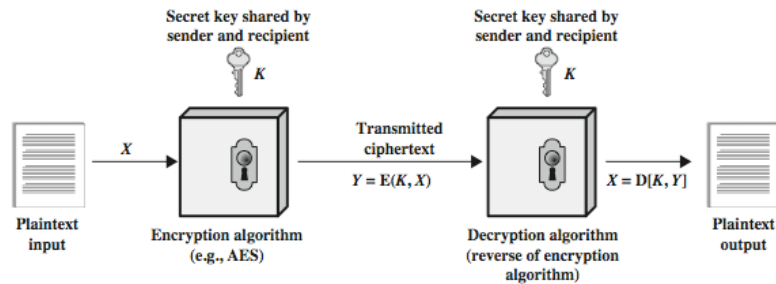 Secret key shared by
sender and recipient
K
Secret key shared by
sender and recipient
K
X
Transmitted
ciphertext
Y = E(K, X)
X = D[K, Y]
Plaintext
input
Encryption algorithm
(e.g., AES)
Decryption algorithm
(reverse of encryption
algorithm)
Plaintext
output